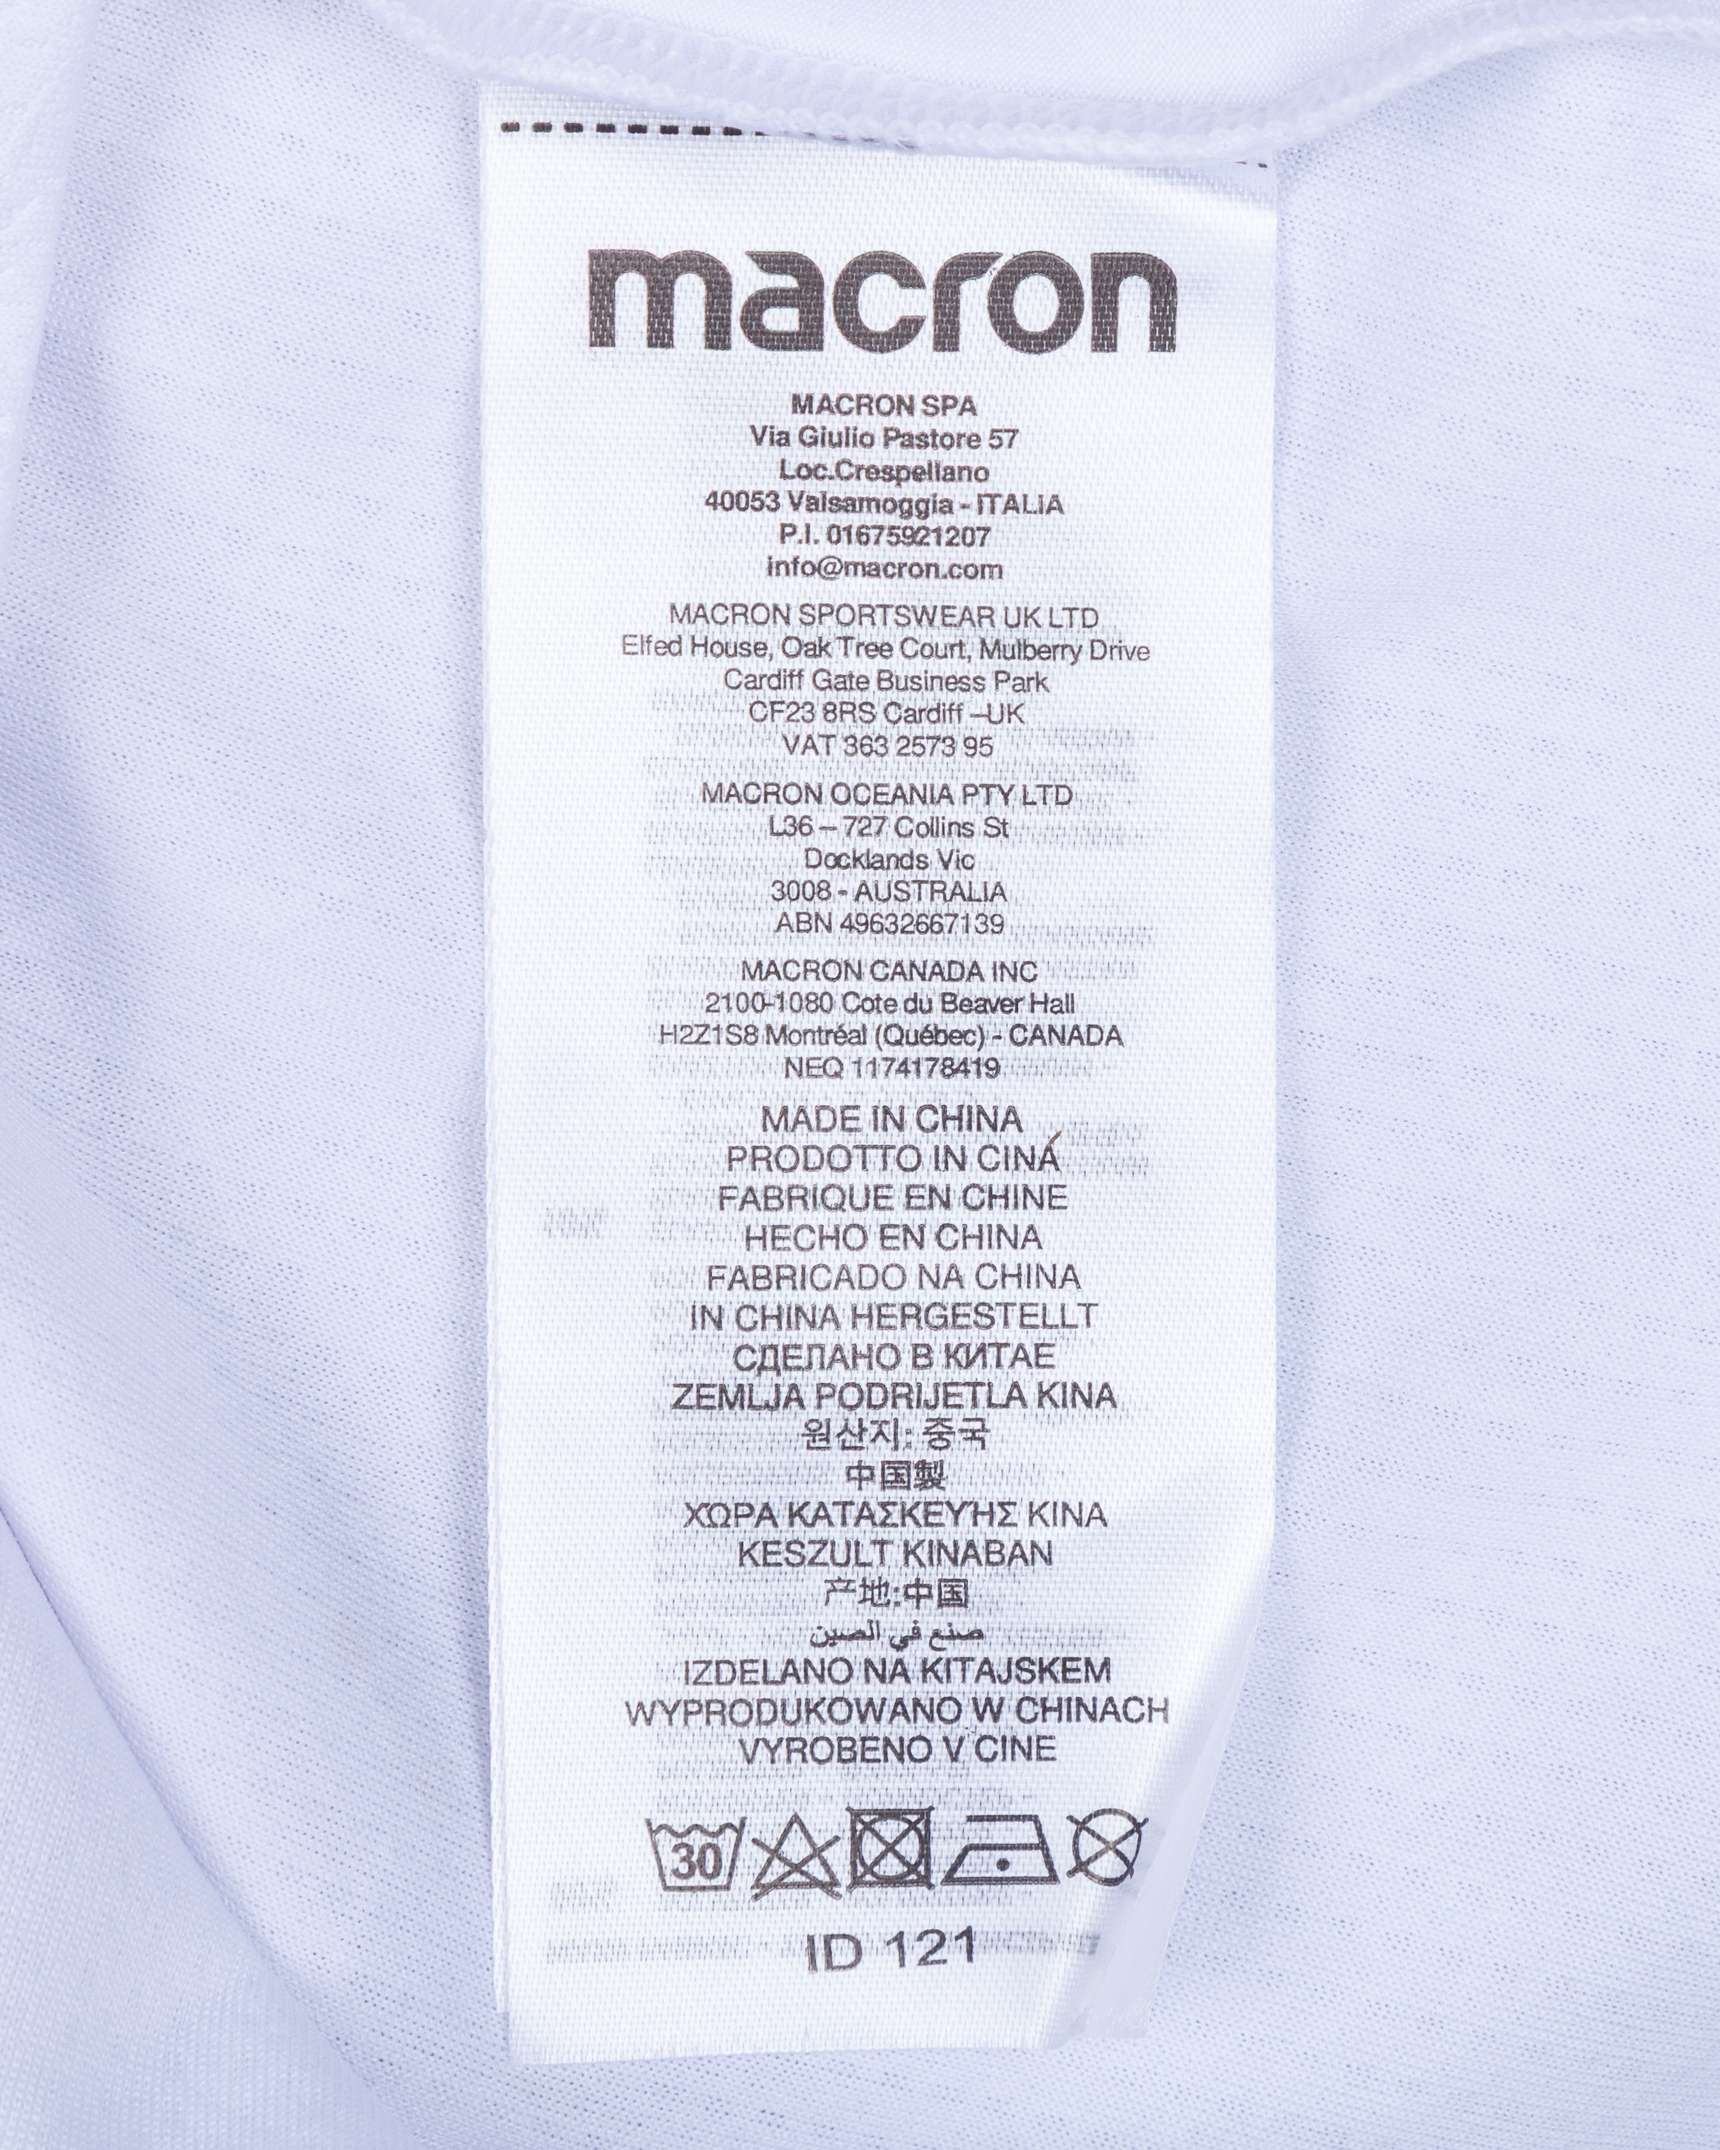 macron
MACRON SPA
Via Giulio Pastore 57
Loc.Crespellano
40053 Valsamoggia - ITALIA
P.I. 01675921207
info@macron.com
MACRON SPORTSWEAR UK LTD
Elfed House, Oak Tree Court, Mulberry Drive
Cardiff Gate Business Park
CF23 8RS Cardiff –UK
VAT 363 2573 95
MACRON OCEANIA PTY LTD
L36 – 727 Collins St
Docklands Vic
3008 - AUSTRALIA
ABN 49632667139
MACRON CANADA INC
2100-1080 Cote du Beaver Hall
H2Z1S8 Montréal (Québec) - CANADA
NEQ 1174178419
MADE IN CHINA
PRODOTTO IN CINA
FABRIQUE EN CHINE
HECHO EN CHINA
FABRICADO NA CHINA
IN CHINA HERGESTELLT
СДЕЛАНО В КИТАЕ
ZEMLJA PODRIJETLA KINA
원산지: 중국
中国製
ΧΏΡΑ ΚΑΤΑΣΚΕΥΉΣ ΚΙΝΑ
KESZULT KINABAN
产地:中国
صنع في الصين
IZDELANO NA KITAJSKEM
WYPRODUKOWANO W CHINACH
VYROBENO V CINE
30
ID 121